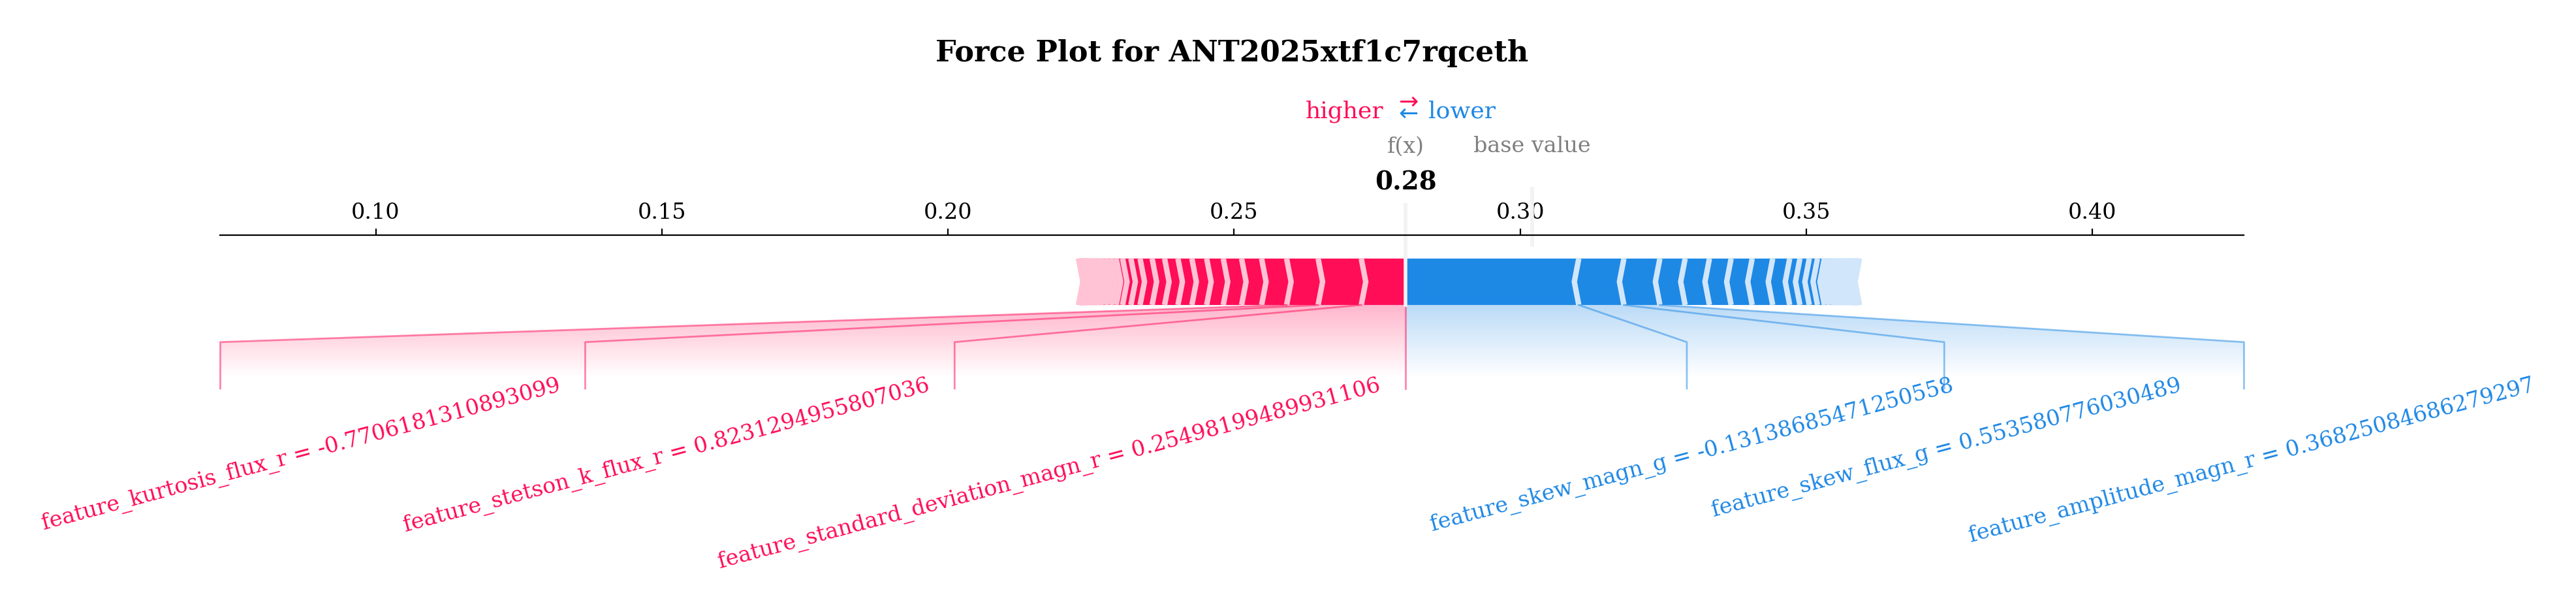 Force Plot for ANT2025xtf1c7rqceth
higher → ← lower
f(x) base value
0.28
0.10 0.15 0.20 0.25 0.30 0.35 0.40
feature_kurtosis_flux_r = -0.7706181310893099
feature_stetson_k_flux_r = 0.8231294955807036
feature_standard_deviation_magn_r = 0.25498199489931106
feature_skew_magn_g = -0.13138685471250558
feature_skew_flux_g = 0.553580776030489
feature_amplitude_magn_r = 0.36825084686279297